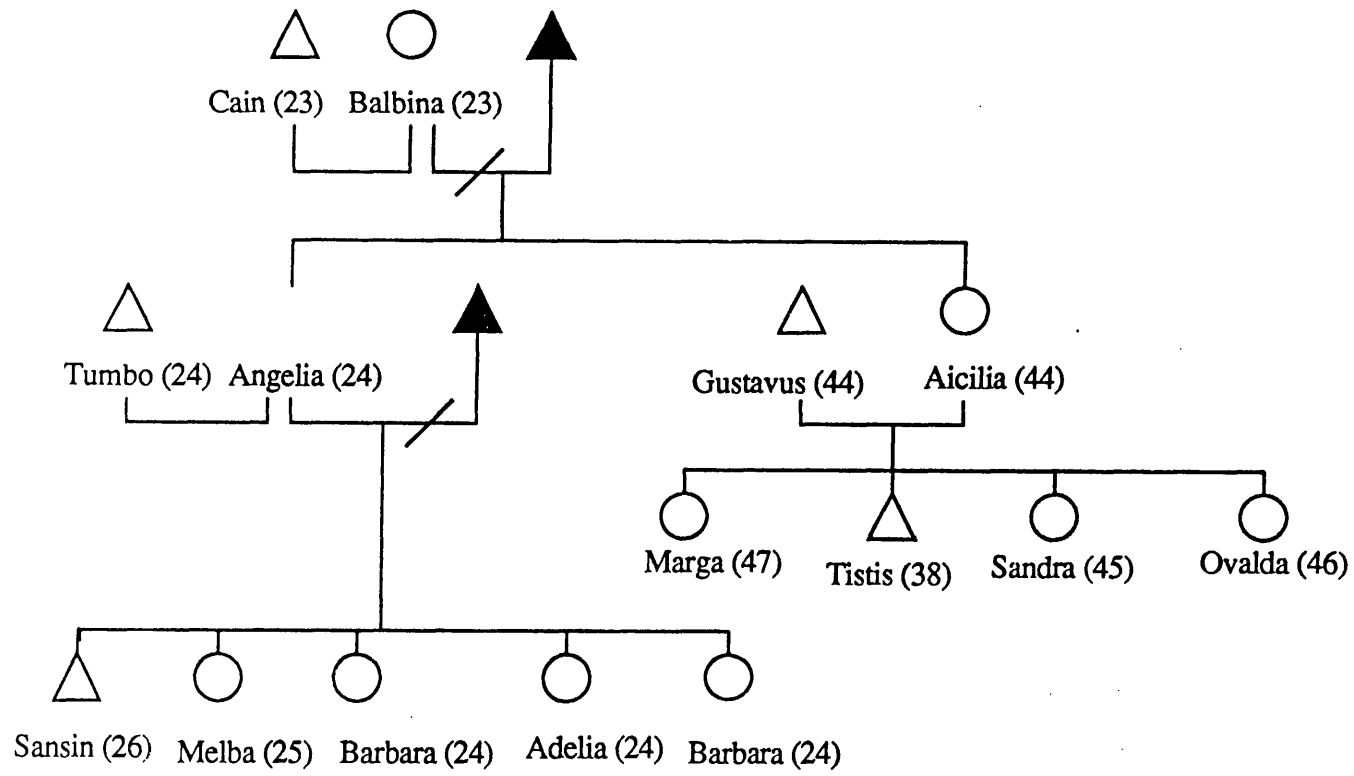 Cain (23) Balbina (23)
Tumbo (24) Angelia (24) Gustavus (44) Aicilia (44)
Marga (47) Tistis (38) Sandra (45) Ovalda (46)
Sansin (26) Melba (25) Barbara (24) Adelia (24) Barbara (24)